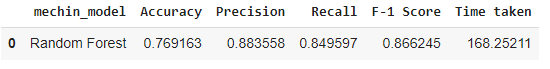 mechin_model Accuracy Precision Recall F-1 Score Time taken
0 Random Forest 0.769163 0.883558 0.849597 0.866245 168.25211